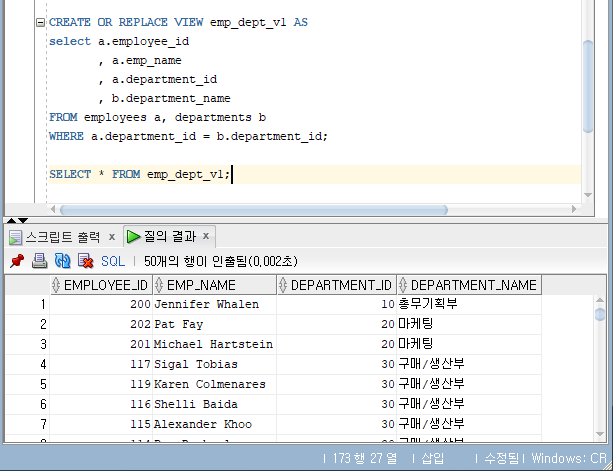 CREATE OR REPLACE VIEW emp_dept_v1 AS
select a.employee_id
, a.emp_name
, a.department_id
, b.department_name
FROM employees a, departments b
WHERE a.department_id = b.department_id;
SELECT * FROM emp_dept_v1;
스크립트 출력 x 질의 결과 x
SQL | 50개의 행이 인출됨(0,002초)
EMPLOYEE_ID EMP_NAME DEPARTMENT_ID DEPARTMENT_NAME
1 200 Jennifer Whalen 10 총무기획부
2 202 Pat Fay 20 마케팅
3 201 Michael Hartstein 20 마케팅
4 117 Sigal Tobias 30 구매/생산부
5 119 Karen Colmenares 30 구매/생산부
6 116 Shelli Baida 30 구매/생산부
7 115 Alexander Khoo 30 구매/생산부
| 173 행 27 열 | 삽입 | 수정됨 | Windows: CR